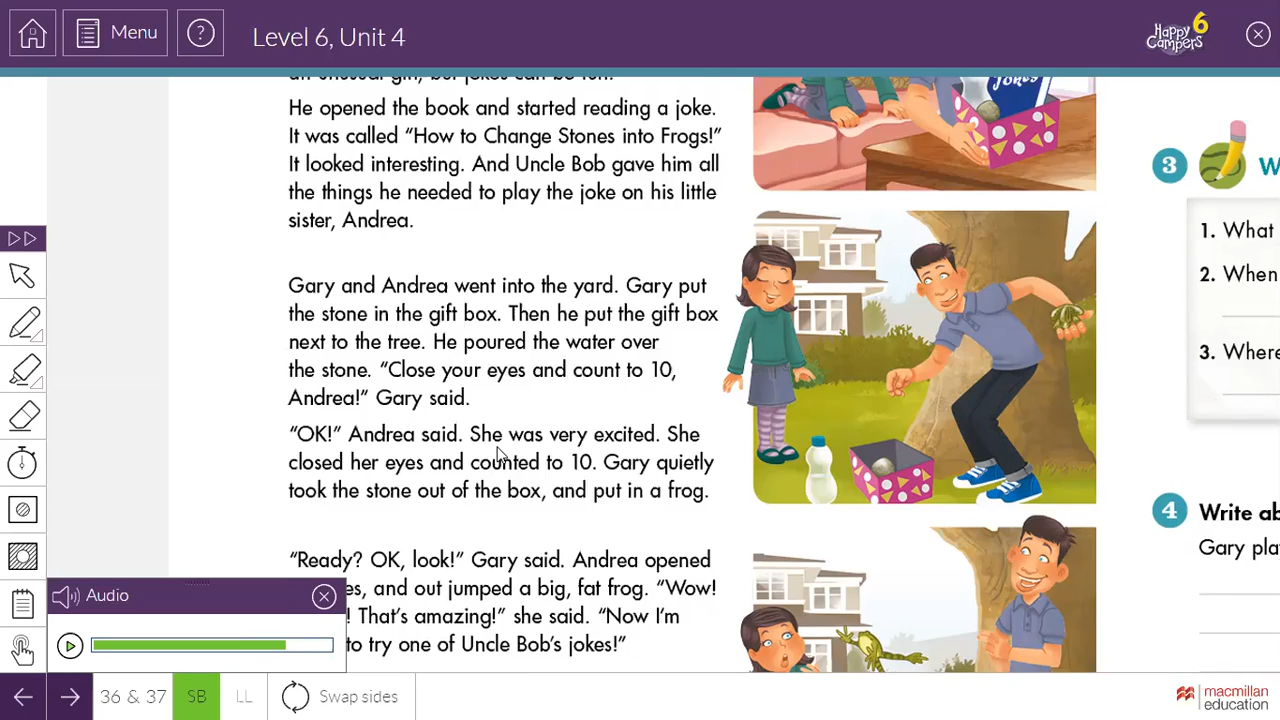 Menu
?
Level 6, Unit 4
Happy Campers 6
He opened the book and started reading a joke.
It was called “How to Change Stones into Frogs!”
It looked interesting. And Uncle Bob gave him all
the things he needed to play the joke on his little
sister, Andrea.
Gary and Andrea went into the yard. Gary put
the stone in the gift box. Then he put the gift box
next to the tree. He poured the water over
the stone. “Close your eyes and count to 10,
Andrea!” Gary said.
“OK!” Andrea said. She was very excited. She
closed her eyes and counted to 10. Gary quietly
took the stone out of the box, and put in a frog.
“Ready? OK, look!” Gary said. Andrea opened
es, and out jumped a big, fat frog. “Wow!
! That’s amazing!” she said. “Now I’m
to try one of Uncle Bob’s jokes!”
Jokes
3 W
1. What
2. When
3. Where
4 Write ab
Gary pla
Audio
36 & 37
SB
LL
Swap sides
macmillan
education